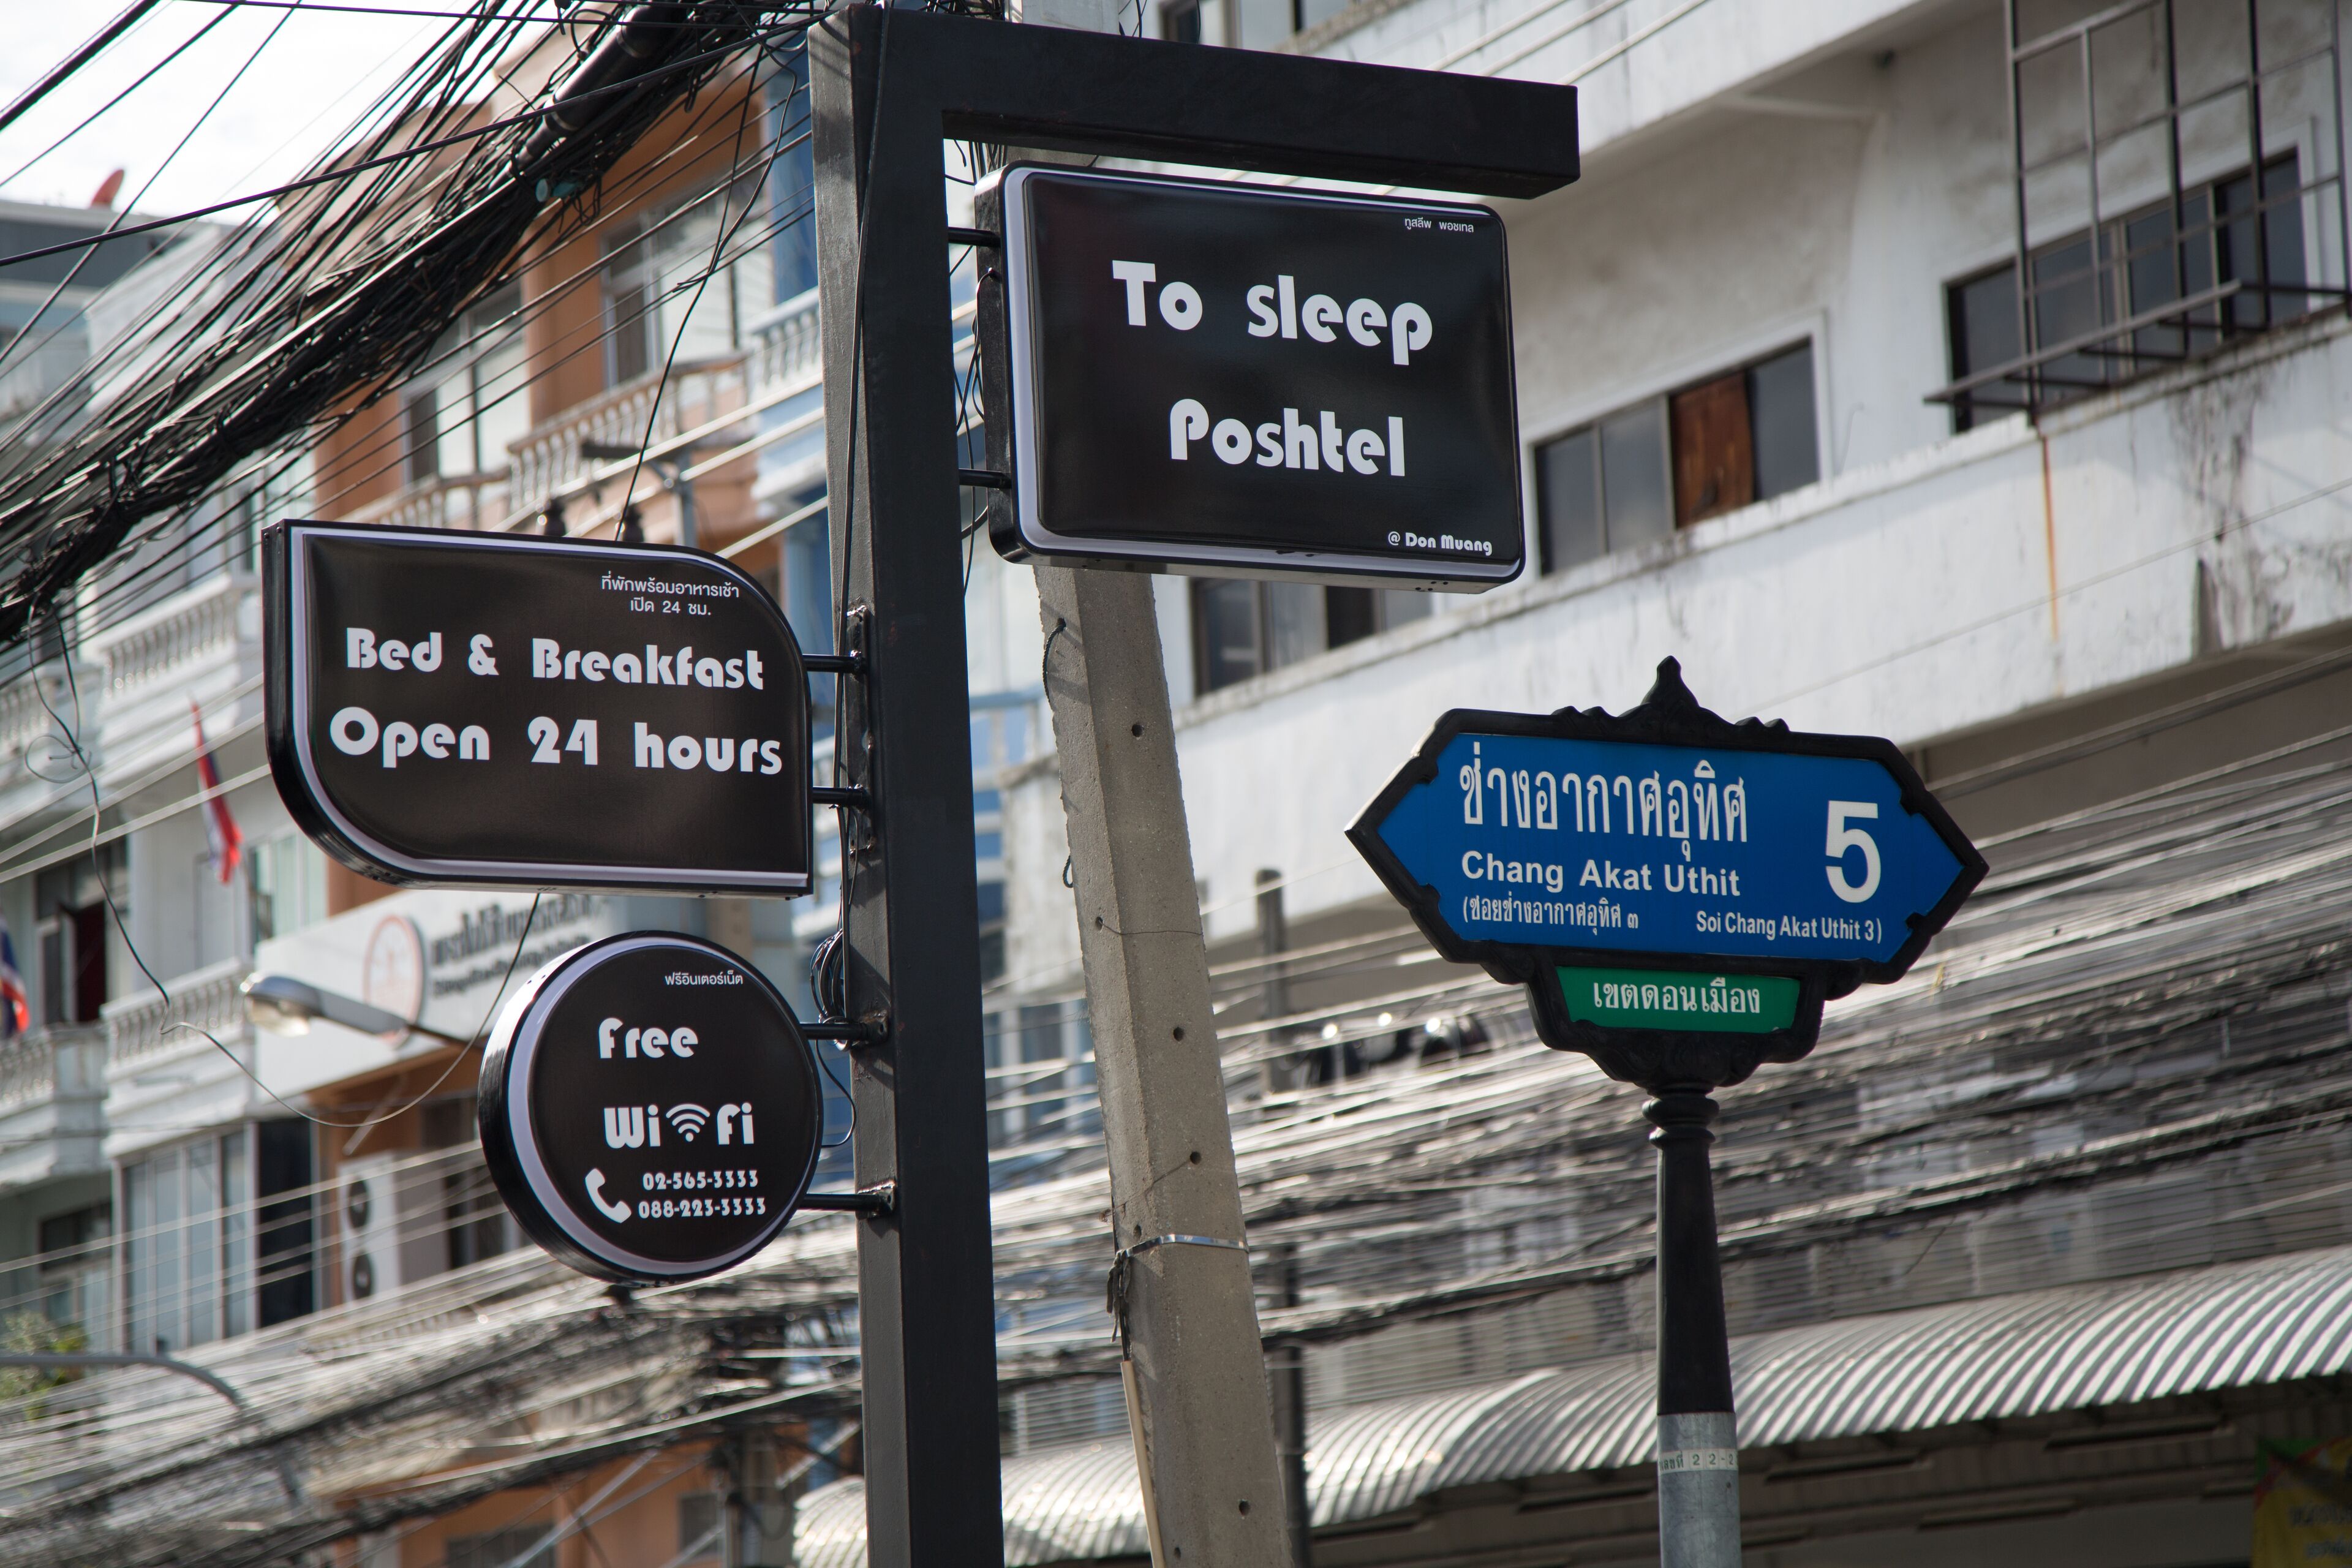 ทูสลีพ พอชเทล
To sleep
Poshtel
@ Don Muang
ที่พักพร้อมอาหารเช้า
เปิด 24 ชม.
Bed & Breakfast
Open 24 hours
ฟรีอินเตอร์เน็ต
Free
Wi Fi
02-565-3333
088-223-3333
ช่างอากาศอุทิศ 5
Chang Akat Uthit
(ซอยช่างอากาศอุทิศ ๓ Soi Chang Akat Uthit 3)
เขตดอนเมือง